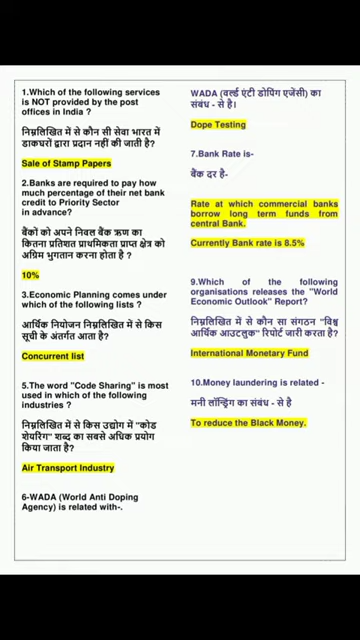 1.Which of the following services
is NOT provided by the post
offices in India ?
निम्नलिखित में से कौन सी सेवा भारत में
डाकघरों द्वारा प्रदान नहीं की जाती है?
Sale of Stamp Papers
2.Banks are required to pay how
much percentage of their net bank
credit to Priority Sector
in advance?
बैंकों को अपने निवल बैंक ऋण का
कितना प्रतिशत प्राथमिकता प्राप्त क्षेत्र को
अग्रिम भुगतान करना होता है ?
10%
3.Economic Planning comes under
which of the following lists ?
आर्थिक नियोजन निम्नलिखित में से किस
सूची के अंतर्गत आता है?
Concurrent list
5.The word "Code Sharing" is most
used in which of the following
industries ?
निम्नलिखित में से किस उद्योग में "कोड
शेयरिंग" शब्द का सबसे अधिक प्रयोग
किया जाता है?
Air Transport Industry
6-WADA (World Anti Doping
Agency) is related with-.
WADA (वर्ल्ड एंटी डोपिंग एजेंसी) का
संबंध - से है।
Dope Testing
7.Bank Rate is-
बैंक दर है-
Rate at which commercial banks
borrow long term funds from
central Bank.
Currently Bank rate is 8.5%
9.Which of the following
organisations releases the "World
Economic Outlook" Report?
निम्नलिखित में से कौन सा संगठन "विश्व
आर्थिक आउटलुक" रिपोर्ट जारी करता है?
International Monetary Fund
10.Money laundering is related -
मनी लॉन्ड्रिंग का संबंध - से है
To reduce the Black Money.